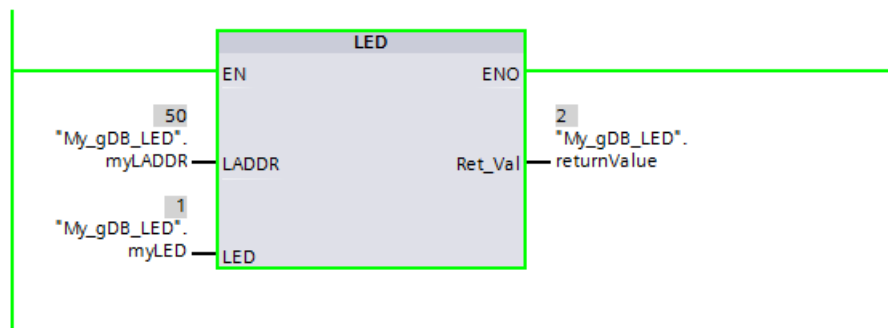 LED
EN
ENO
50
"My_gDB_LED".
myLADDR
LADDR
2
"My_gDB_LED".
returnValue
Ret_Val
1
"My_gDB_LED".
myLED
LED